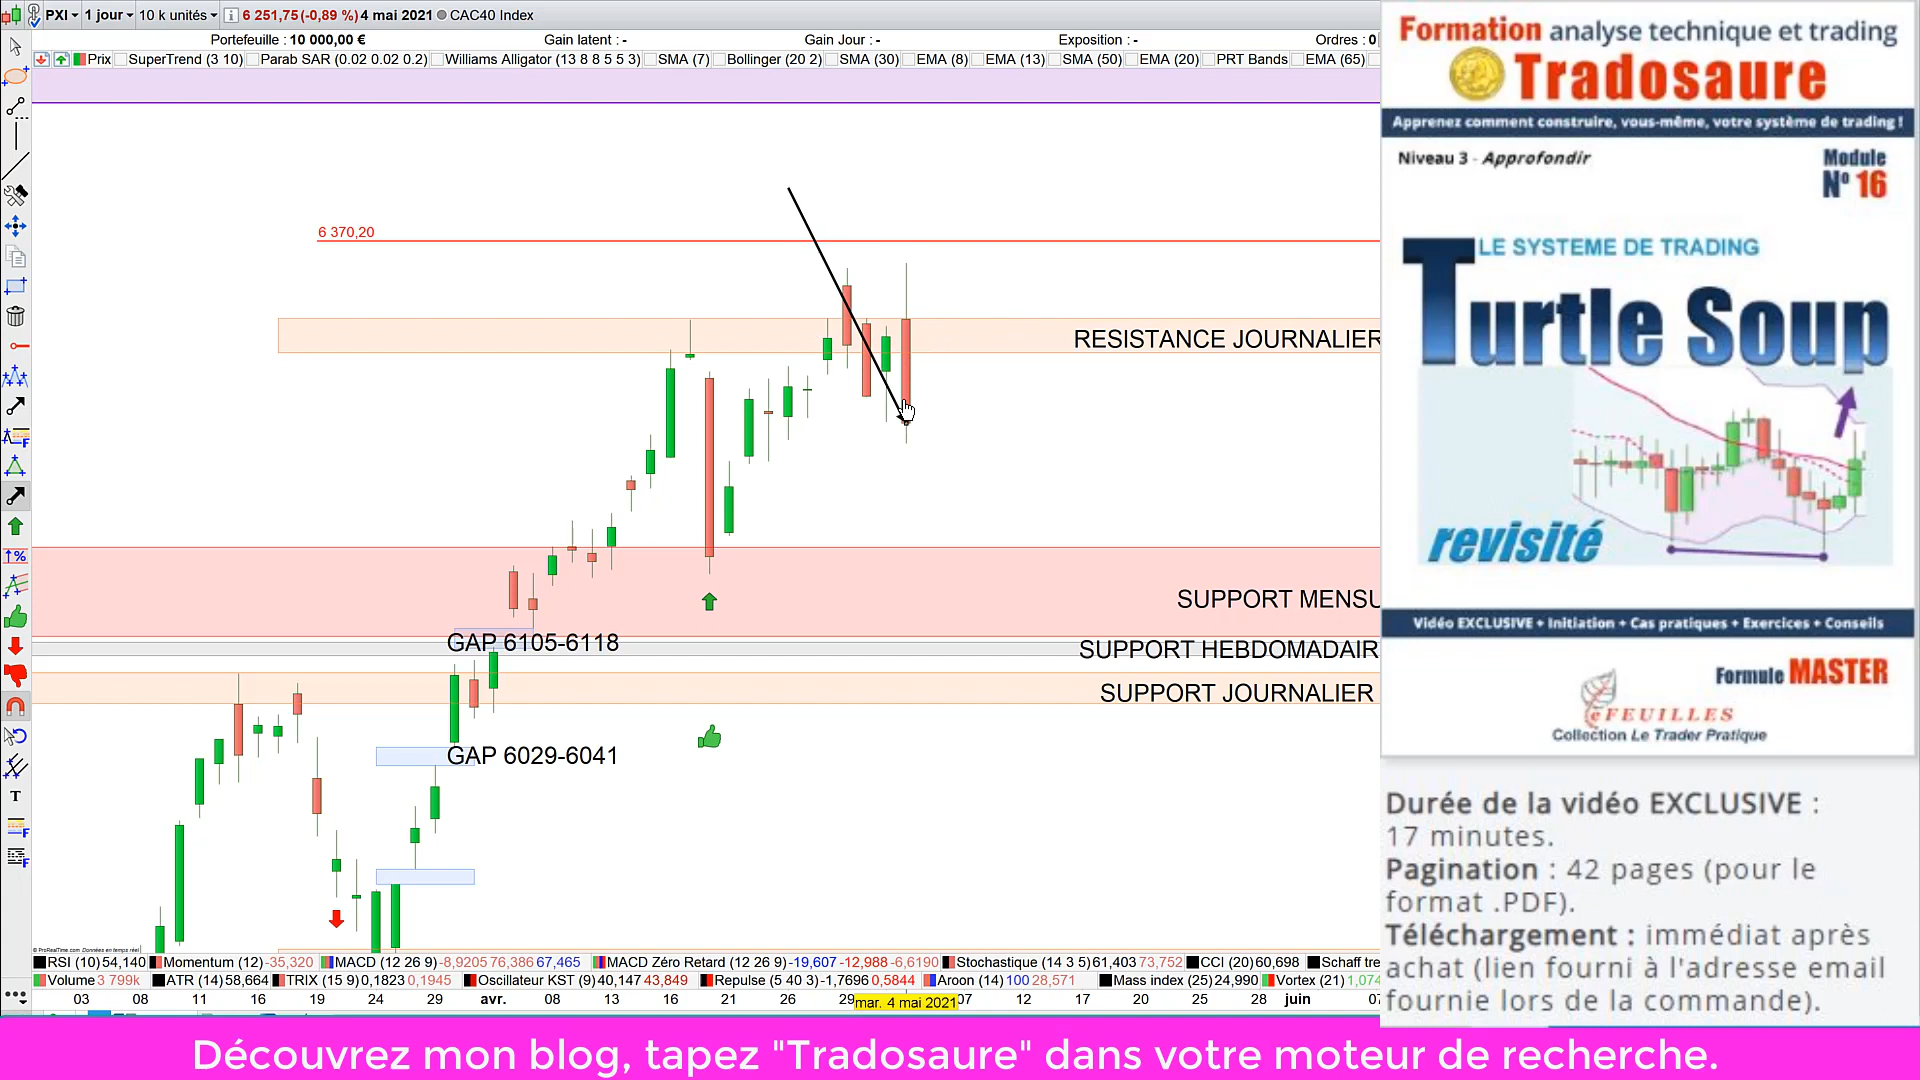 PXI 1 jour 10 k unités 6 251,75 (-0,89 %) 4 mai 2021 CAC40 Index
Portefeuille : 10 000,00 € Gain latent : - Gain Jour : - Exposition : - Ordres : 0
Prix SuperTrend (3 10) Parab SAR (0.02 0.02 0.2) Williams Alligator (13 8 8 5 5 3) SMA (7) Bollinger (20 2) SMA (30) EMA (8) EMA (13) SMA (50) EMA (20) PRT Bands EMA (65)
6 370,20
RESISTANCE JOURNALIER
SUPPORT MENSU
GAP 6105-6118
SUPPORT HEBDOMADAIR
SUPPORT JOURNALIER
GAP 6029-6041
© ProRealTime.com Données en temps réel
RSI (10) 54,140 Momentum (12) -35,320 MACD (12 26 9) -8,9205 76,386 67,465 MACD Zéro Retard (12 26 9) -19,607 -12,988 -6,6190 Stochastique (14 3 5) 61,403 73,752 CCI (20) 60,698 Schaff tre
Volume 3 799k ATR (14) 58,664 TRIX (15 9) 0,1823 0,1945 Oscillateur KST (9) 40,147 43,849 Repulse (5 40 3) -1,7696 0,5844 Aroon (14) 100 28,571 Mass index (25) 24,990 Vortex (21) 1,074
03 08 11 16 19 24 29 avr. 08 13 16 21 26 29 mar. 4 mai 2021 07 12 17 20 25 28 juin 07
Formation analyse technique et trading
Tradosaure
Apprenez comment construire, vous-même, votre système de trading !
Niveau 3 - Approfondir
Module
N° 16
LE SYSTEME DE TRADING
Turtle Soup
revisité
Vidéo EXCLUSIVE + Initiation + Cas pratiques + Exercices + Conseils
Formule MASTER
eFEUILLES
Collection Le Trader Pratique
Durée de la vidéo EXCLUSIVE :
17 minutes.
Pagination : 42 pages (pour le
format .PDF).
Téléchargement : immédiat après
achat (lien fourni à l'adresse email
fournie lors de la commande).
Découvrez mon blog, tapez "Tradosaure" dans votre moteur de recherche.